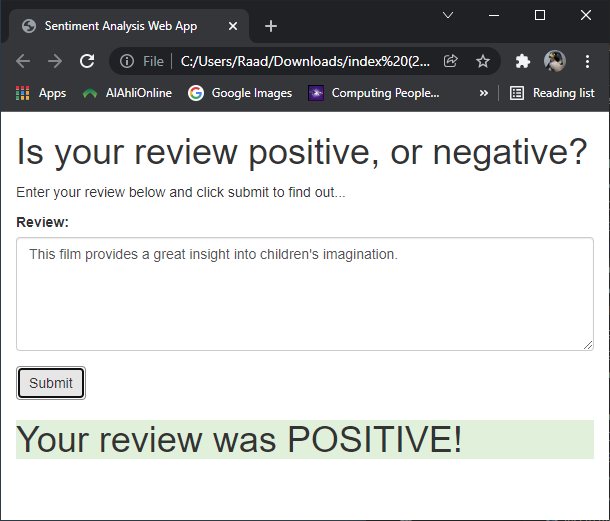 Sentiment Analysis Web App
File C:/Users/Raad/Downloads/index%20(2...
Apps AlAhliOnline Google Images Computing People... » Reading list
Is your review positive, or negative?
Enter your review below and click submit to find out...
Review:
This film provides a great insight into children's imagination.
Submit
Your review was POSITIVE!